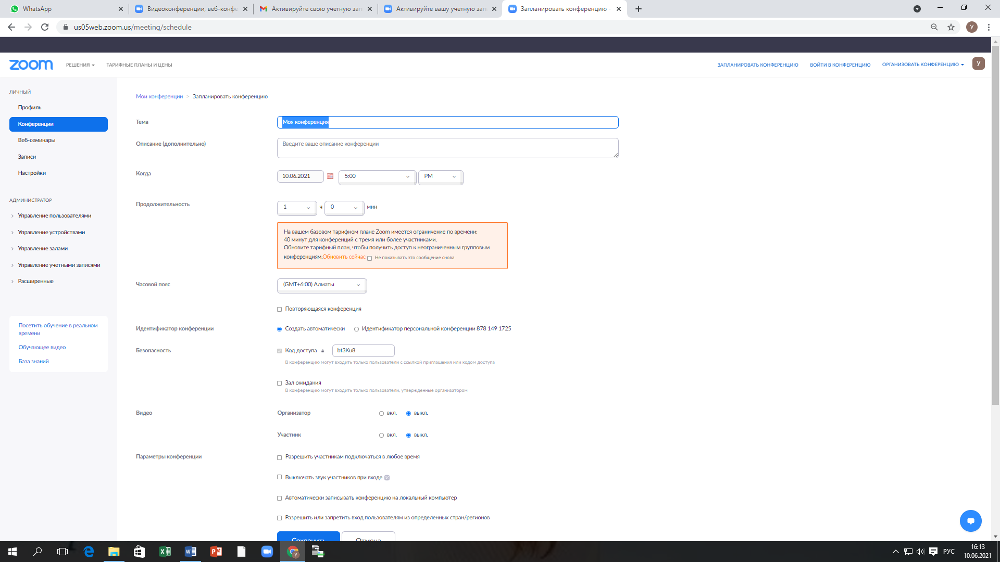 WhatsApp
Видеоконференции, веб-конфе
Активируйте свою учетную зап
Активируйте вашу учетную запи
Запланировать конференцию -
us05web.zoom.us/meeting/schedule
У
zoom
РЕШЕНИЯ
ТАРИФНЫЕ ПЛАНЫ И ЦЕНЫ
ЗАПЛАНИРОВАТЬ КОНФЕРЕНЦИЮ
ВОЙТИ В КОНФЕРЕНЦИЮ
ОРГАНИЗОВАТЬ КОНФЕРЕНЦИЮ
У
ЛИЧНЫЙ
Профиль
Конференции
Веб-семинары
Записи
Настройки
АДМИНИСТРАТОР
Управление пользователями
Управление устройствами
Управление залами
Управление учетными записями
Расширенные
Посетить обучение в реальном
времени
Обучающее видео
База знаний
Мои конференции > Запланировать конференцию
Тема
Моя конференция
Описание (дополнительно)
Введите ваше описание конференции
Когда
10.06.2021
5:00
PM
Продолжительность
1 ч 0 мин
На вашем базовом тарифном плане Zoom имеется ограничение по времени:
40 минут для конференций с тремя или более участниками.
Обновите тарифный план, чтобы получить доступ к неограниченным групповым
конференциям.Обновить сейчас Не показывать это сообщение снова
Часовой пояс
(GMT+6:00) Алматы
Повторяющаяся конференция
Идентификатор конференции
Создать автоматически
Идентификатор персональной конференции 878 149 1725
Безопасность
Код доступа
bt3Ku8
В конференцию могут входить только пользователи с ссылкой приглашения или кодом доступа
Зал ожидания
В конференцию могут входить только пользователи, утвержденные организатором
Видео
Организатор
вкл.
выкл.
Участник
вкл.
выкл.
Параметры конференции
Разрешить участникам подключаться в любое время
Выключать звук участников при входе
Автоматически записывать конференцию на локальный компьютер
Разрешить или запретить вход пользователям из определенных стран/регионов
Сохранить
Отмена
РУС
16:13
10.06.2021